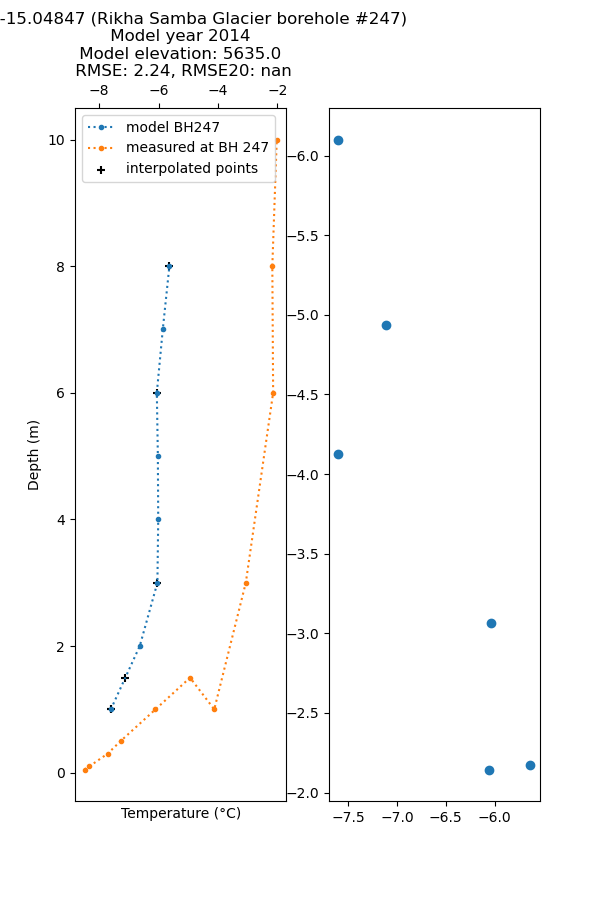 -15.04847 (Rikha Samba Glacier borehole #247)
Model year 2014
Model elevation: 5635.0
RMSE: 2.24, RMSE20: nan
−8 −6 −4 −2
model BH247
measured at BH 247
interpolated points
10
8
6
4
2
0
Depth (m)
Temperature (°C)
−6.0
−5.5
−5.0
−4.5
−4.0
−3.5
−3.0
−2.5
−2.0
−7.5 −7.0 −6.5 −6.0